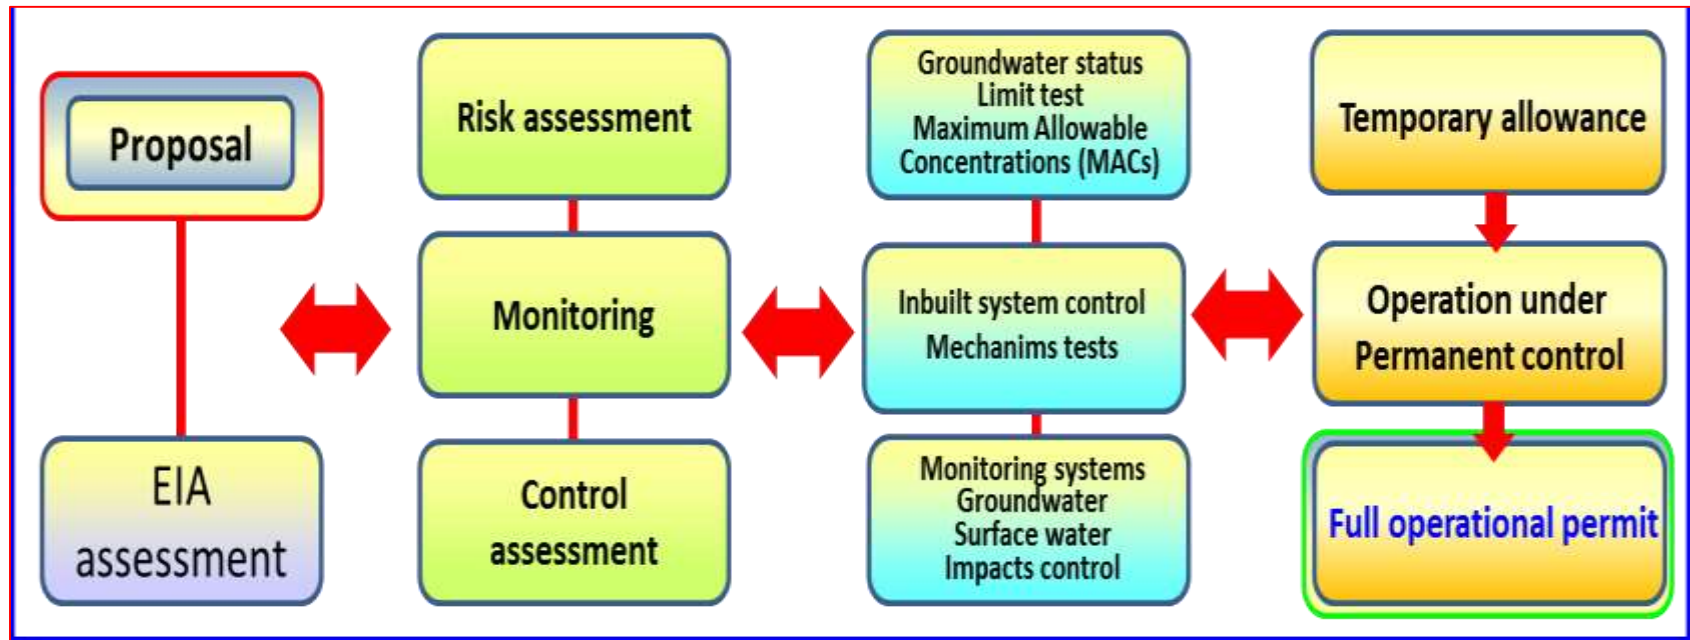 Proposal
EIA
assessment
Risk assessment
Monitoring
Control
assessment
Groundwater status
Limit test
Maximum Allowable
Concentrations (MACs)
Inbuilt system control
Mechanims tests
Monitoring systems
Groundwater
Surface water
Impacts control
Temporary allowance
Operation under
Permanent control
Full operational permit